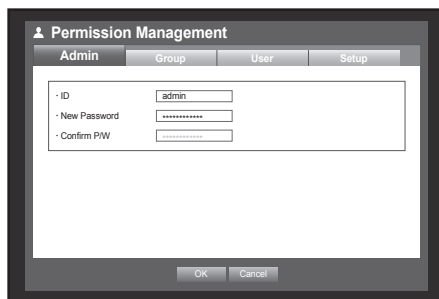 Permission Management
Admin Group User Setup
· ID admin
· New Password ••••••••••••
· Confirm P/W ••••••••••••
OK Cancel